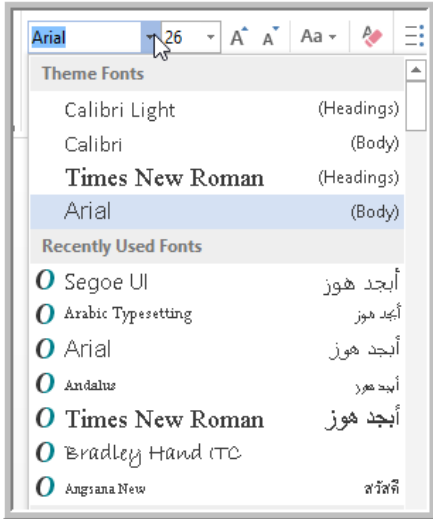 Arial 26 A A Aa
Theme Fonts
Calibri Light (Headings)
Calibri (Body)
Times New Roman (Headings)
Arial (Body)
Recently Used Fonts
O Segoe UI أبجد هوز
O Arabic Typesetting أبجد هوز
O Arial أبجد هوز
O Andalus أبجد هوز
O Times New Roman أبجد هوز
O Bradley Hand ITC
O Angsana New สวัสดี